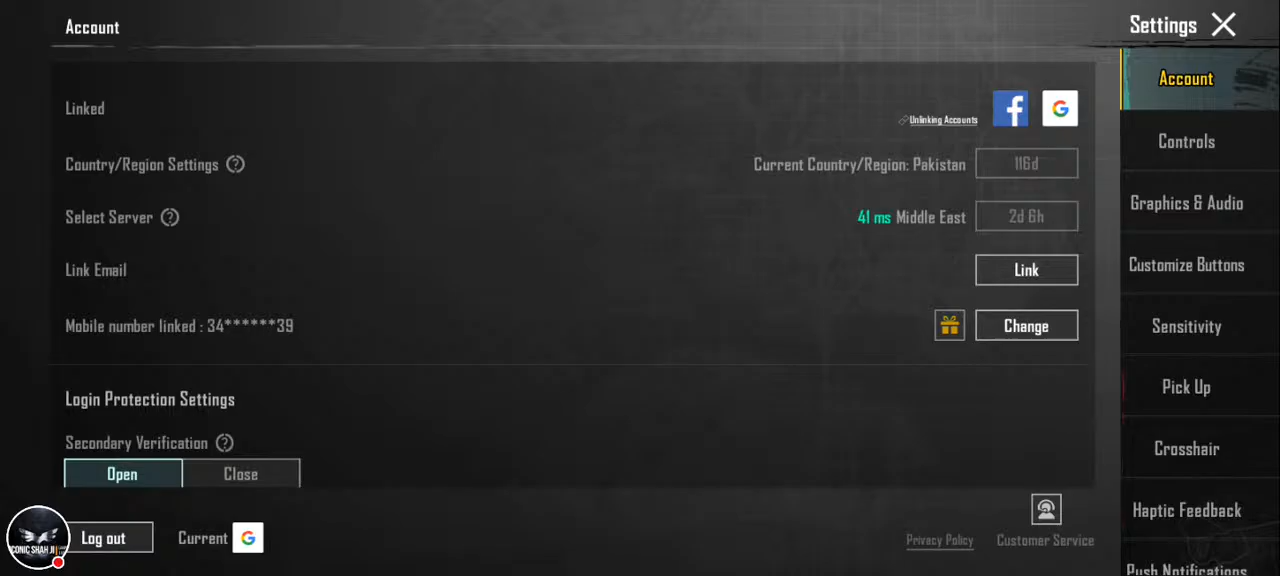 Account
Settings
Linked
Unlinking Accounts
Account
Country/Region Settings
Current Country/Region: Pakistan
116d
Controls
Select Server
41 ms Middle East
2d 6h
Graphics & Audio
Link Email
Link
Customize Buttons
Mobile number linked : 34******39
Change
Sensitivity
Login Protection Settings
Pick Up
Secondary Verification
Crosshair
Open
Close
Haptic Feedback
CONIC SHAH JI
Log out
Current
Privacy Policy
Customer Service
Push Notifications